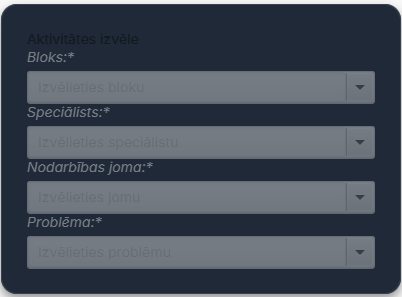 Aktivitātes izvēle
Bloks:*
Izvēlieties bloku
Speciālists:*
Izvēlieties speciālistu
Nodarbības joma:*
Izvēlieties jomu
Problēma:*
Izvēlieties problēmu